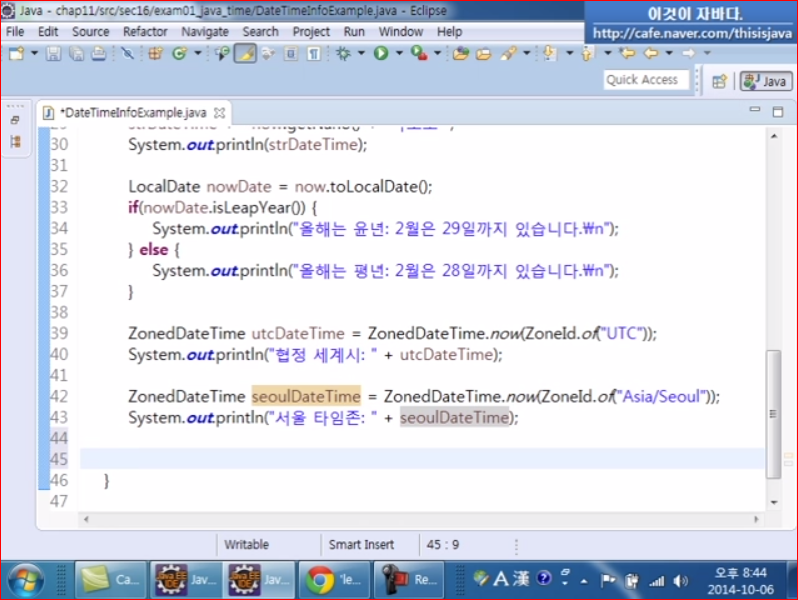 Java - chap11/src/sec16/exam01_java_time/DateTimeInfoExample.java - Eclipse
이것이 자바다.
http://cafe.naver.com/thisisjava
File Edit Source Refactor Navigate Search Project Run Window Help
Quick Access
Java
*DateTimeInfoExample.java
30 System.out.println(strDateTime);
31
32 LocalDate nowDate = now.toLocalDate();
33 if(nowDate.isLeapYear()) {
34 System.out.println("올해는 윤년: 2월은 29일까지 있습니다.₩n");
35 } else {
36 System.out.println("올해는 평년: 2월은 28일까지 있습니다.₩n");
37 }
38
39 ZonedDateTime utcDateTime = ZonedDateTime.now(ZoneId.of("UTC"));
40 System.out.println("협정 세계시: " + utcDateTime);
41
42 ZonedDateTime seoulDateTime = ZonedDateTime.now(ZoneId.of("Asia/Seoul"));
43 System.out.println("서울 타임존: " + seoulDateTime);
44
45
46 }
47
Writable Smart Insert 45 : 9
Ca... Jav... Jav... 'le... Re... A 漢 오후 8:44
2014-10-06